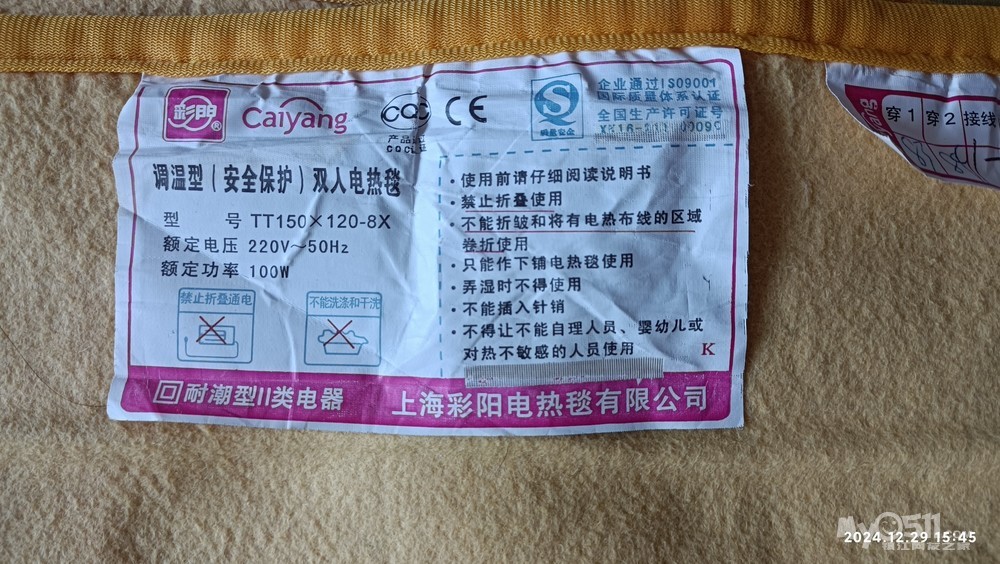 彩阳®
Caiyang
CQC
CE
产品认证
质量安全
企业通过ISO9001
国际质量体系认证
全国生产许可证号
调温型（安全保护）双人电热毯
型 号 TT150×120-8X
额定电压 220V～50Hz
额定功率 100W
禁止折叠通电
不能洗涤和干洗
·使用前请仔细阅读说明书
·禁止折叠使用
·不能折皱和将有电热布线的区域
卷折使用
·只能作下铺电热毯使用
·弄湿时不得使用
·不能插入针销
·不得让不能自理人员、婴幼儿或
对热不敏感的人员使用
K
耐潮型II类电器
上海彩阳电热毯有限公司
穿1 穿2 接线
MY0511
2024.12.29 15:45